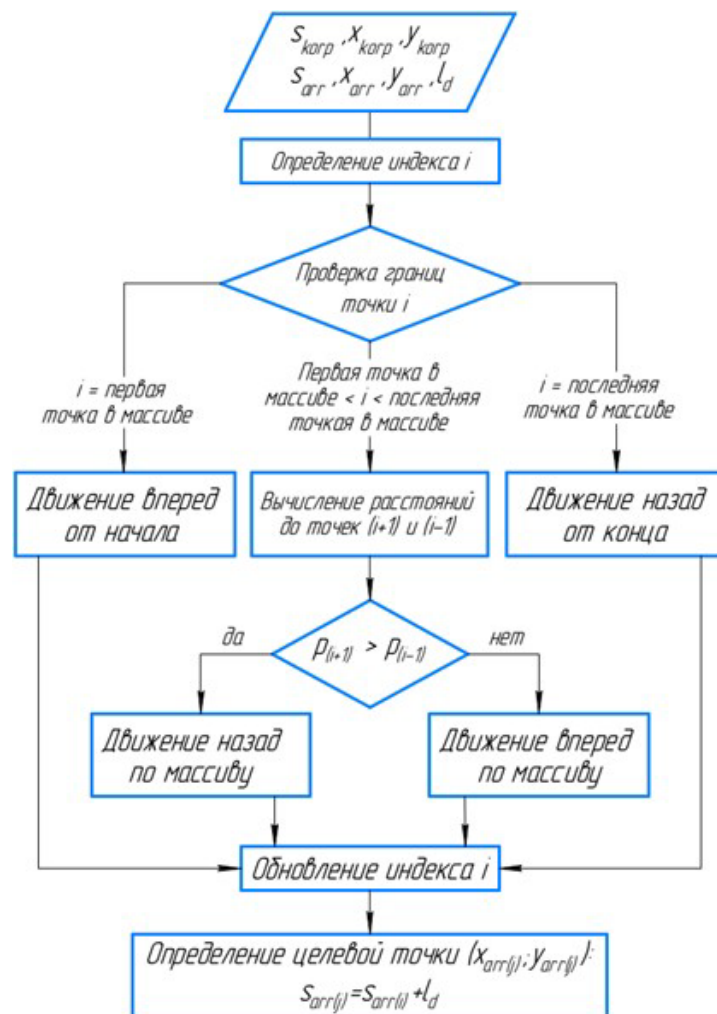 s_korp, x_korp, y_korp
s_arr, x_arr, y_arr, l_d
Определение индекса i
Проверка границ
точки i
i = первая
точка в массиве
Первая точка в
массиве < i < последняя
точкая в массиве
i = последняя
точка в массиве
Движение вперед
от начала
Вычисление расстояний
до точек (i+1) и (i-1)
Движение назад
от конца
да
p_(i+1) > p_(i-1)
нет
Движение назад
по массиву
Движение вперед
по массиву
Обновление индекса i
Определение целевой точки (x_arr(j); y_arr(j)):
s_arr(j)=s_arr(i)+l_d